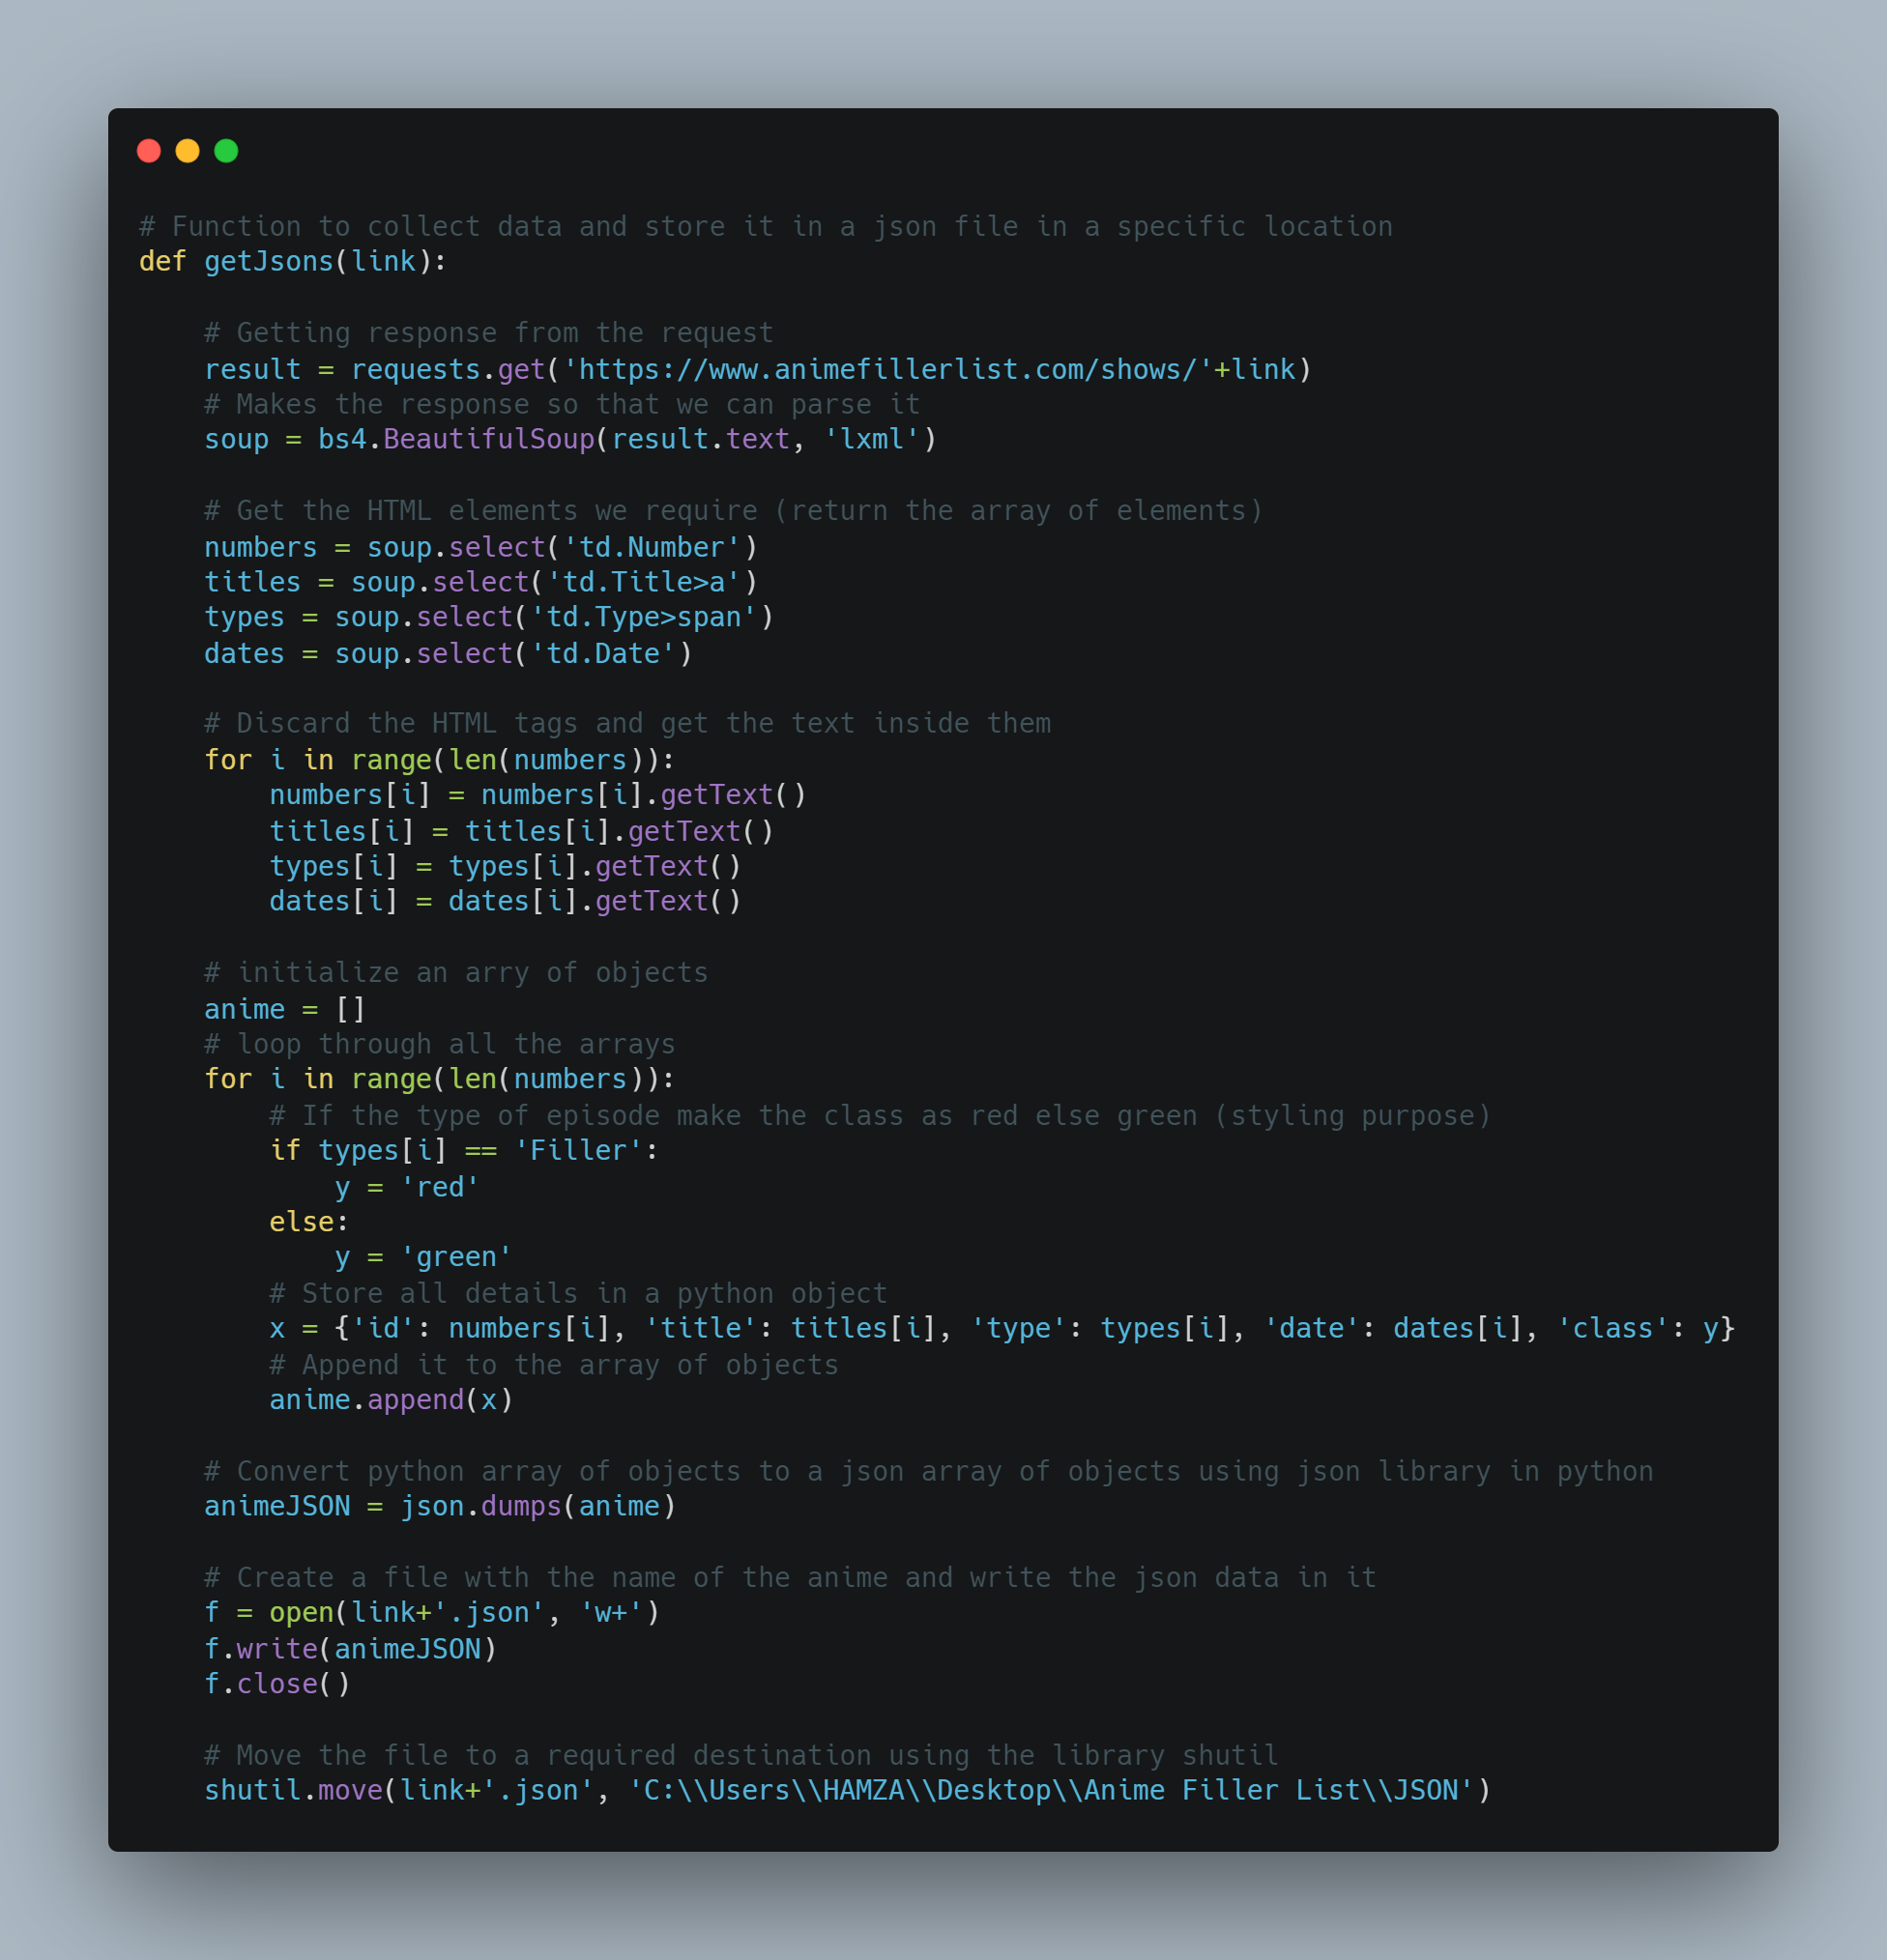 # Function to collect data and store it in a json file in a specific location
def getJsons(link):

    # Getting response from the request
    result = requests.get('https://www.animefillerlist.com/shows/'+link)
    # Makes the response so that we can parse it
    soup = bs4.BeautifulSoup(result.text, 'lxml')

    # Get the HTML elements we require (return the array of elements)
    numbers = soup.select('td.Number')
    titles = soup.select('td.Title>a')
    types = soup.select('td.Type>span')
    dates = soup.select('td.Date')

    # Discard the HTML tags and get the text inside them
    for i in range(len(numbers)):
        numbers[i] = numbers[i].getText()
        titles[i] = titles[i].getText()
        types[i] = types[i].getText()
        dates[i] = dates[i].getText()

    # initialize an arry of objects
    anime = []
    # loop through all the arrays
    for i in range(len(numbers)):
        # If the type of episode make the class as red else green (styling purpose)
        if types[i] == 'Filler':
            y = 'red'
        else:
            y = 'green'
        # Store all details in a python object
        x = {'id': numbers[i], 'title': titles[i], 'type': types[i], 'date': dates[i], 'class': y}
        # Append it to the array of objects
        anime.append(x)

    # Convert python array of objects to a json array of objects using json library in python
    animeJSON = json.dumps(anime)

    # Create a file with the name of the anime and write the json data in it
    f = open(link+'.json', 'w+')
    f.write(animeJSON)
    f.close()

    # Move the file to a required destination using the library shutil
    shutil.move(link+'.json', 'C:\\Users\\HAMZA\\Desktop\\Anime Filler List\\JSON')